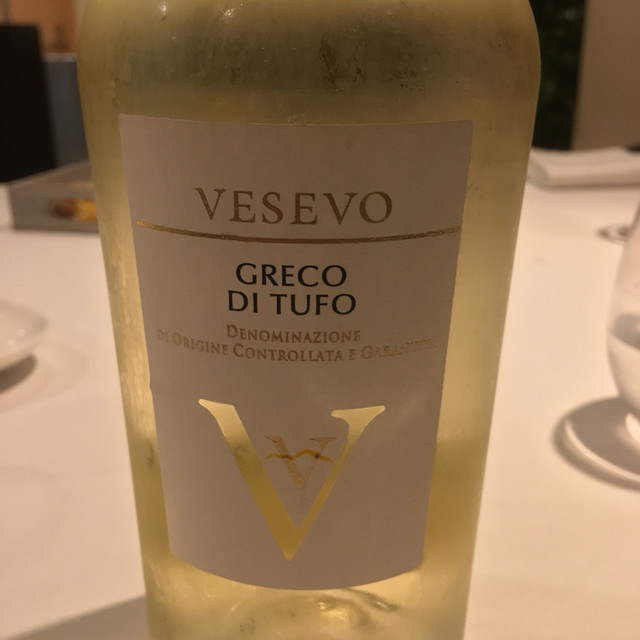 VESEVO
GRECO
DI TUFO
DENOMINAZIONE
DI ORIGINE CONTROLLATA E GARANTITA
V